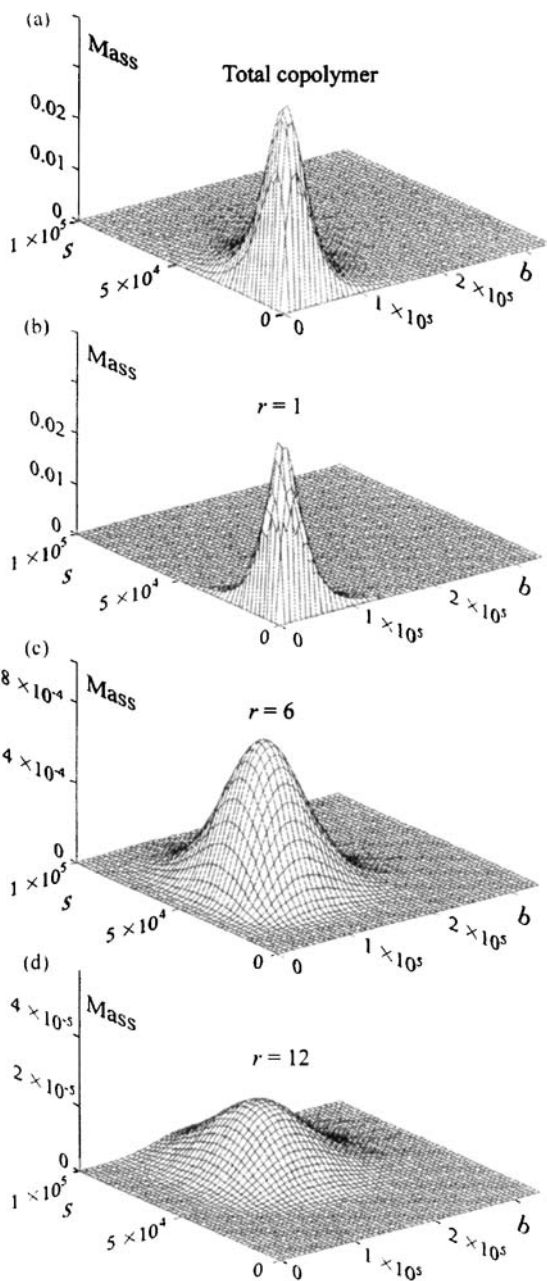 (a)
Mass
Total copolymer
0.02
0.01
0
1 ×10⁵
s
5 ×10⁴
0
0
1 ×10⁵
2 ×10⁵
b
(b)
Mass
r = 1
0.02
0.01
0
1 ×10⁵
s
5 ×10⁴
0
0
1 ×10⁵
2 ×10⁵
b
(c)
Mass
8 ×10⁻⁴
r = 6
4 ×10⁻⁴
0
1 ×10⁵
s
5 ×10⁴
0
0
1 ×10⁵
2 ×10⁵
b
(d)
Mass
4 ×10⁻⁵
r = 12
2 ×10⁻⁵
0
1 ×10⁵
s
5 ×10⁴
0
0
1 ×10⁵
2 ×10⁵
b